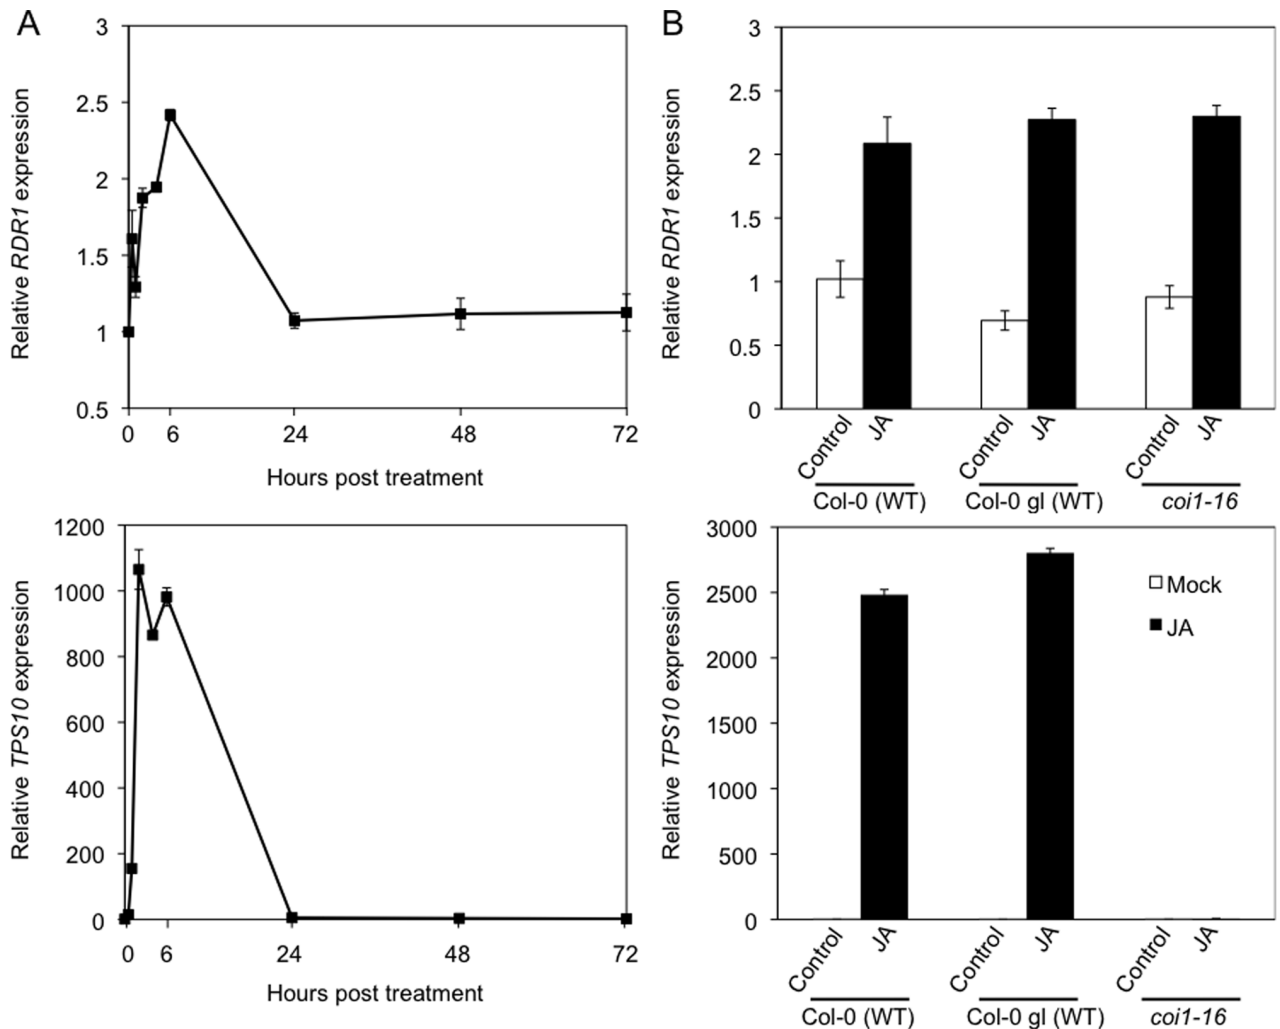 A
3
2.5
2
1.5
1
0.5
Relative RDR1 expression
0 6 24 48 72
Hours post treatment
B
3
2.5
2
1.5
1
0.5
0
Relative RDR1 expression
Control JA Control JA Control JA
Col-0 (WT) Col-0 gl (WT) coi1-16
1200
1000
800
600
400
200
0
Relative TPS10 expression
0 6 24 48 72
Hours post treatment
3000
2500
2000
1500
1000
500
0
Relative TPS10 expression
Mock
JA
Control JA Control JA Control JA
Col-0 (WT) Col-0 gl (WT) coi1-16